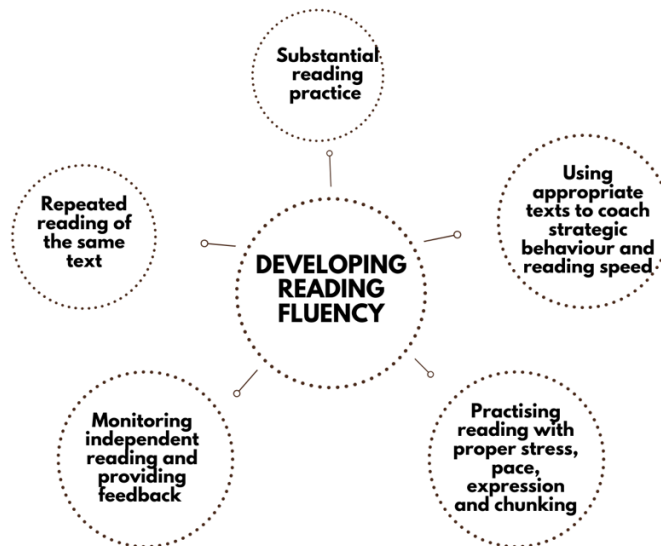 Substantial
reading
practice
Using
appropriate
texts to coach
strategic
behaviour and
reading speed
Repeated
reading of
the same
text
DEVELOPING
READING
FLUENCY
Monitoring
independent
reading and
providing
feedback
Practising
reading with
proper stress,
pace,
expression
and chunking